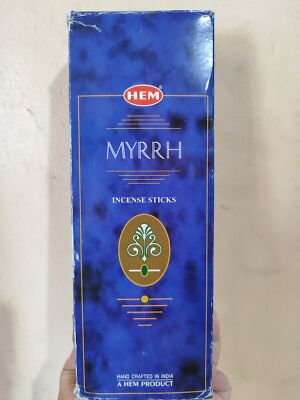 HEM
MYRRH
INCENSE STICKS
HAND CRAFTED IN INDIA
A HEM PRODUCT